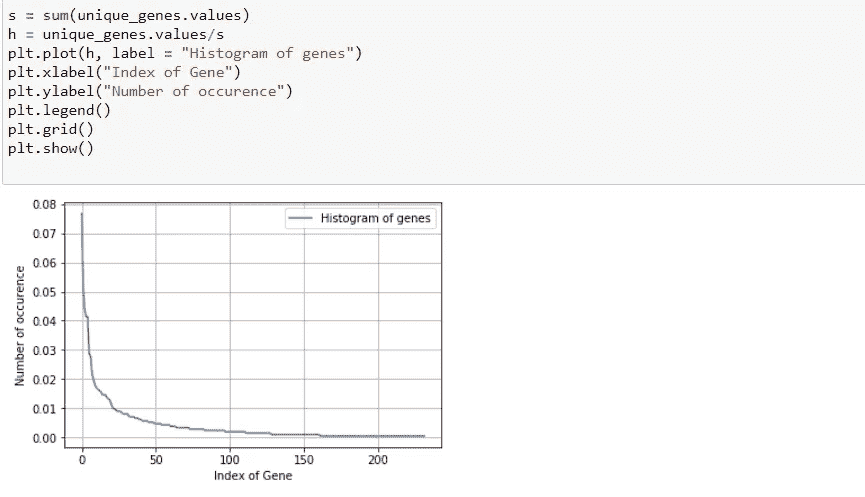 s = sum(unique_genes.values)
h = unique_genes.values/s
plt.plot(h, label = "Histogram of genes")
plt.xlabel("Index of Gene")
plt.ylabel("Number of occurence")
plt.legend()
plt.grid()
plt.show()
Histogram of genes
0.08
0.07
0.06
0.05
0.04
0.03
0.02
0.01
0.00
Number of occurence
0 50 100 150 200
Index of Gene